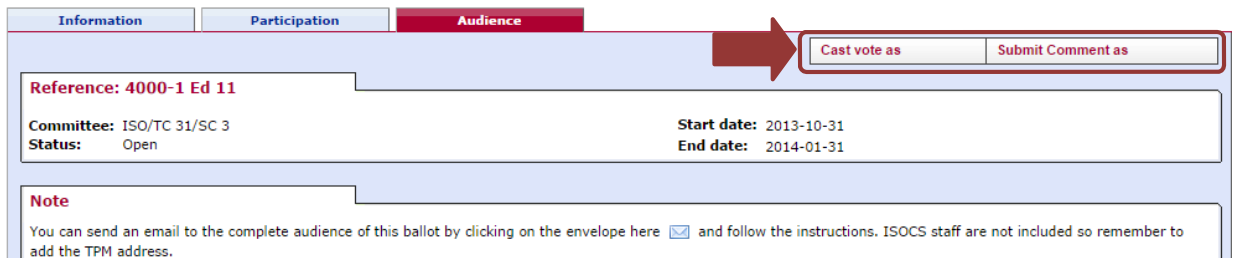 Information Participation Audience
Cast vote as Submit Comment as
Reference: 4000-1 Ed 11
Committee: ISO/TC 31/SC 3 Start date: 2013-10-31
Status: Open End date: 2014-01-31
Note
You can send an email to the complete audience of this ballot by clicking on the envelope here and follow the instructions. ISOCS staff are not included so remember to
add the TPM address.